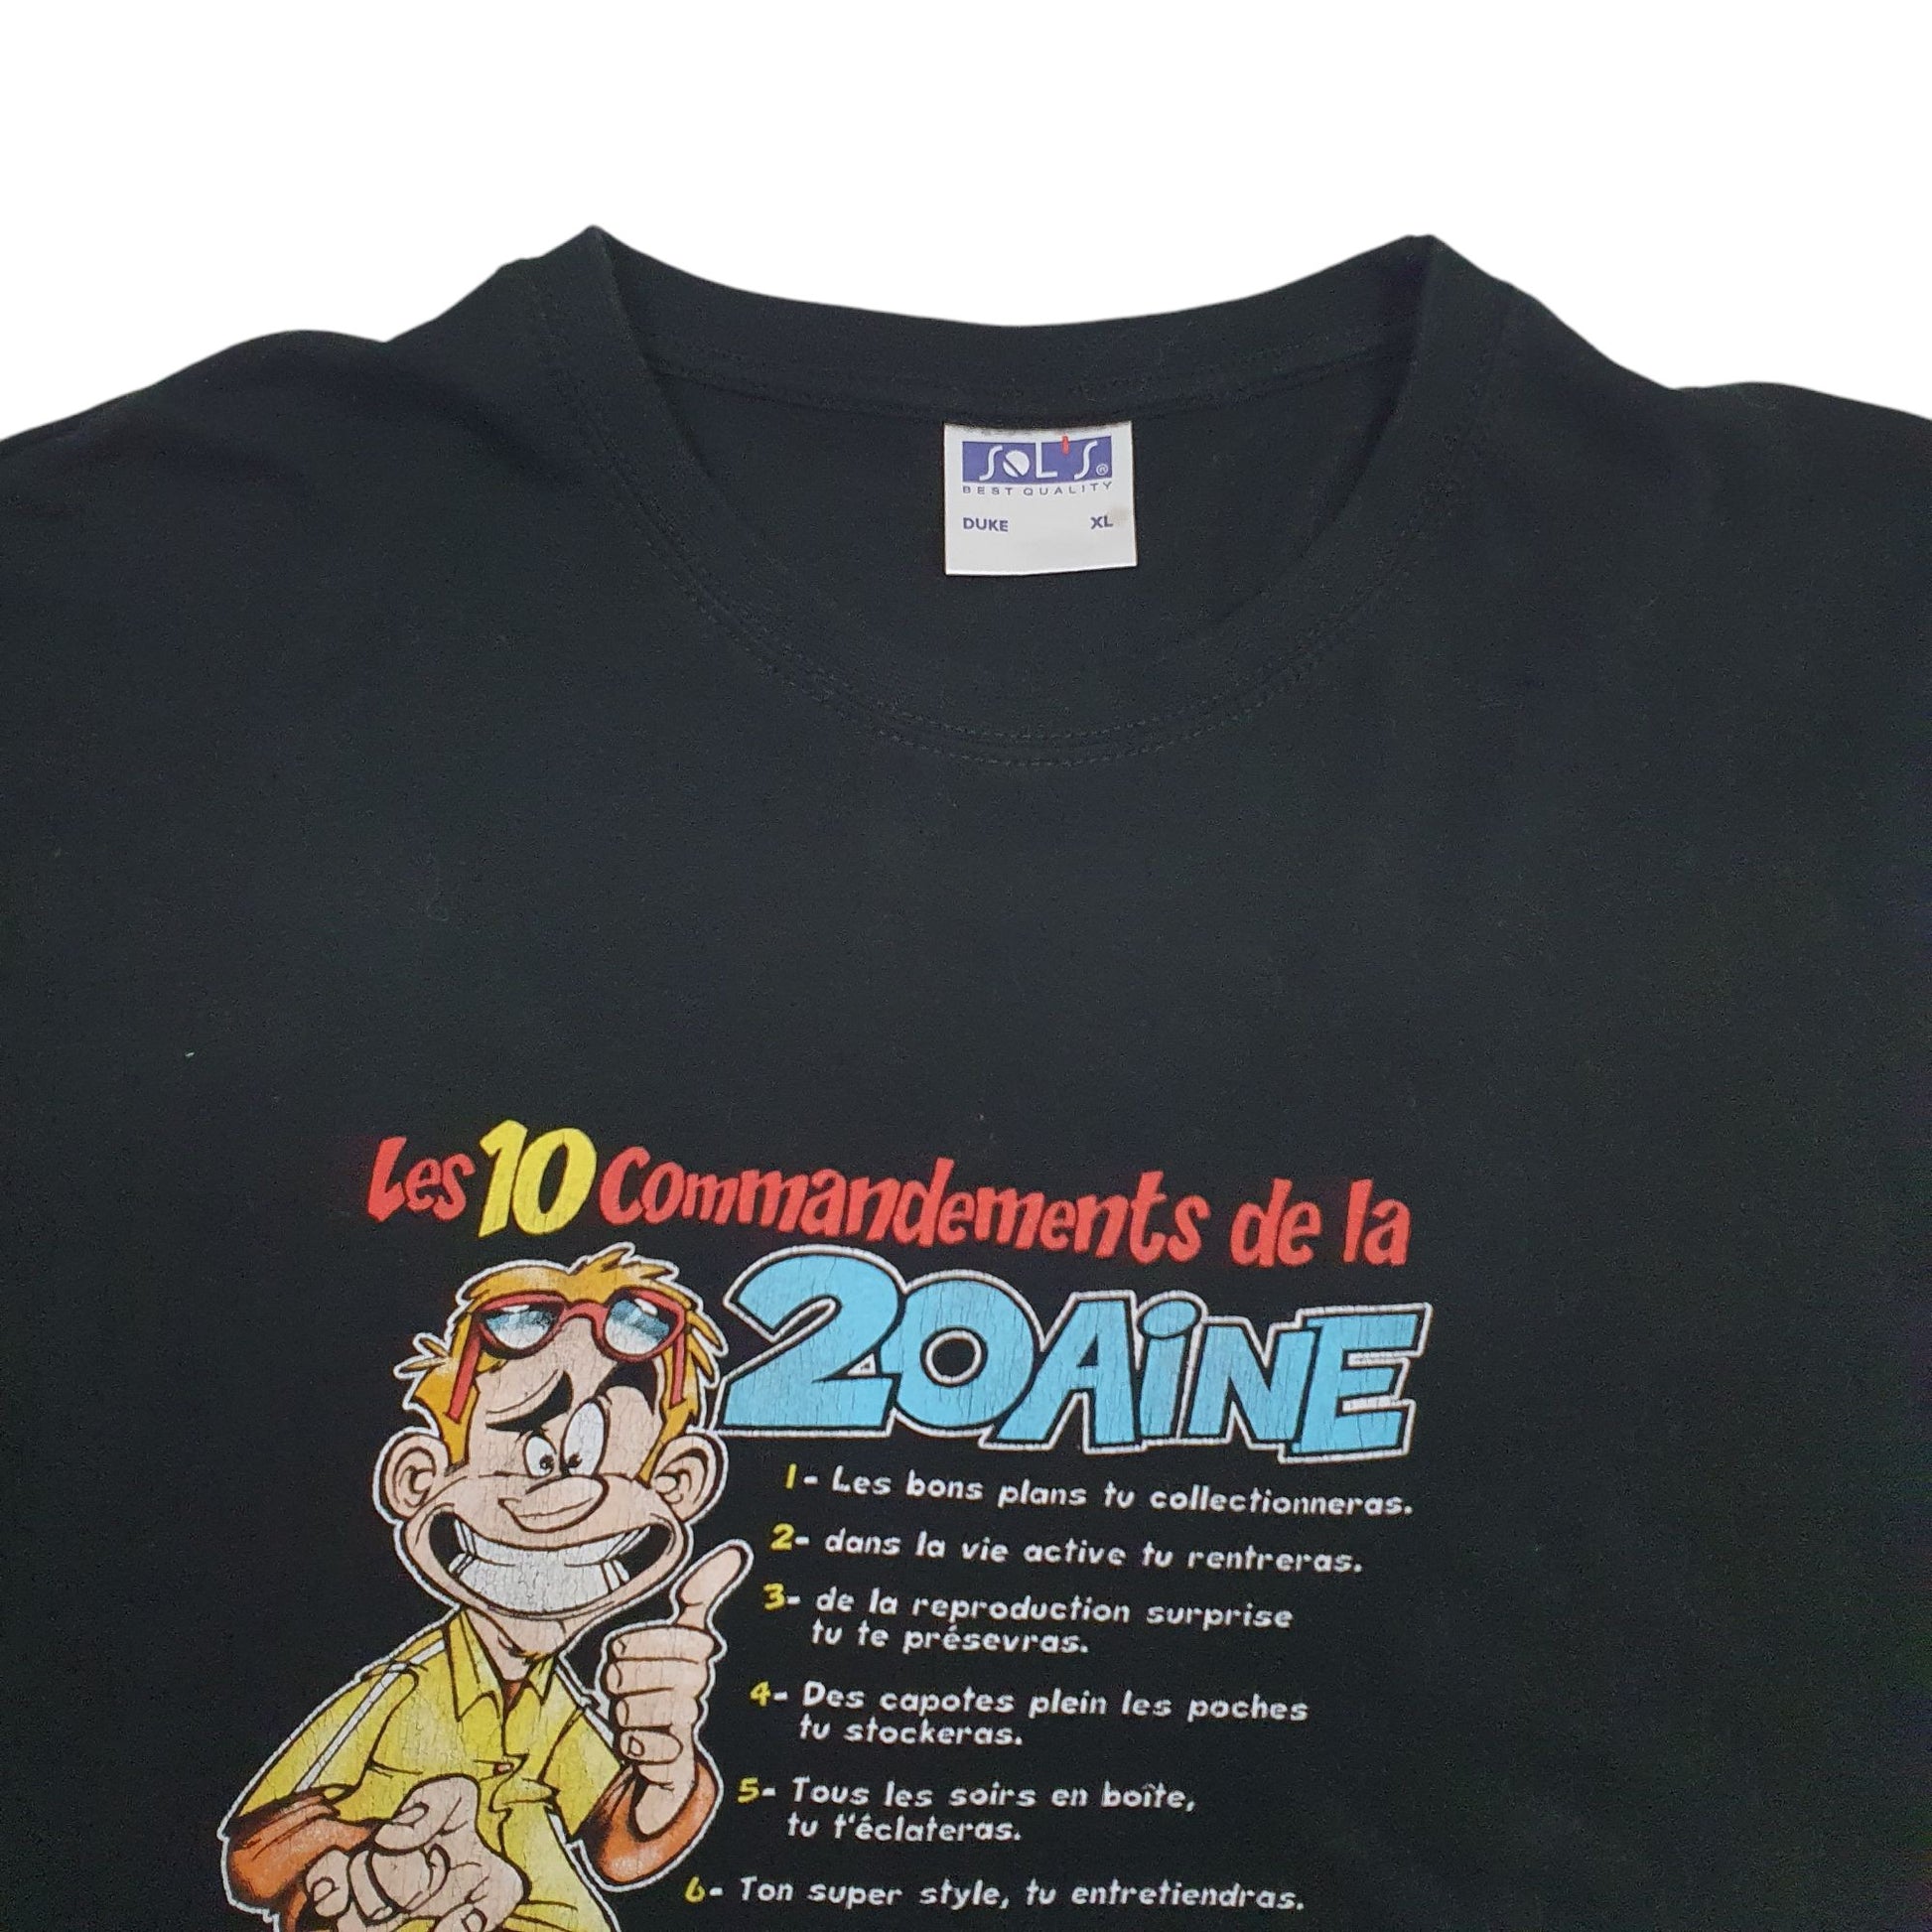 SOL'S®
BEST QUALITY
DUKE XL
Les 10 Commandements de la
20AiNE
1- Les bons plans tu collectionneras.
2- dans la vie active tu rentreras.
3- de la reproduction surprise
tu te présevras.
4- Des capotes plein les poches
tu stockeras.
5- Tous les soirs en boîte,
tu t'éclateras.
6- Ton super style, tu entretiendras.